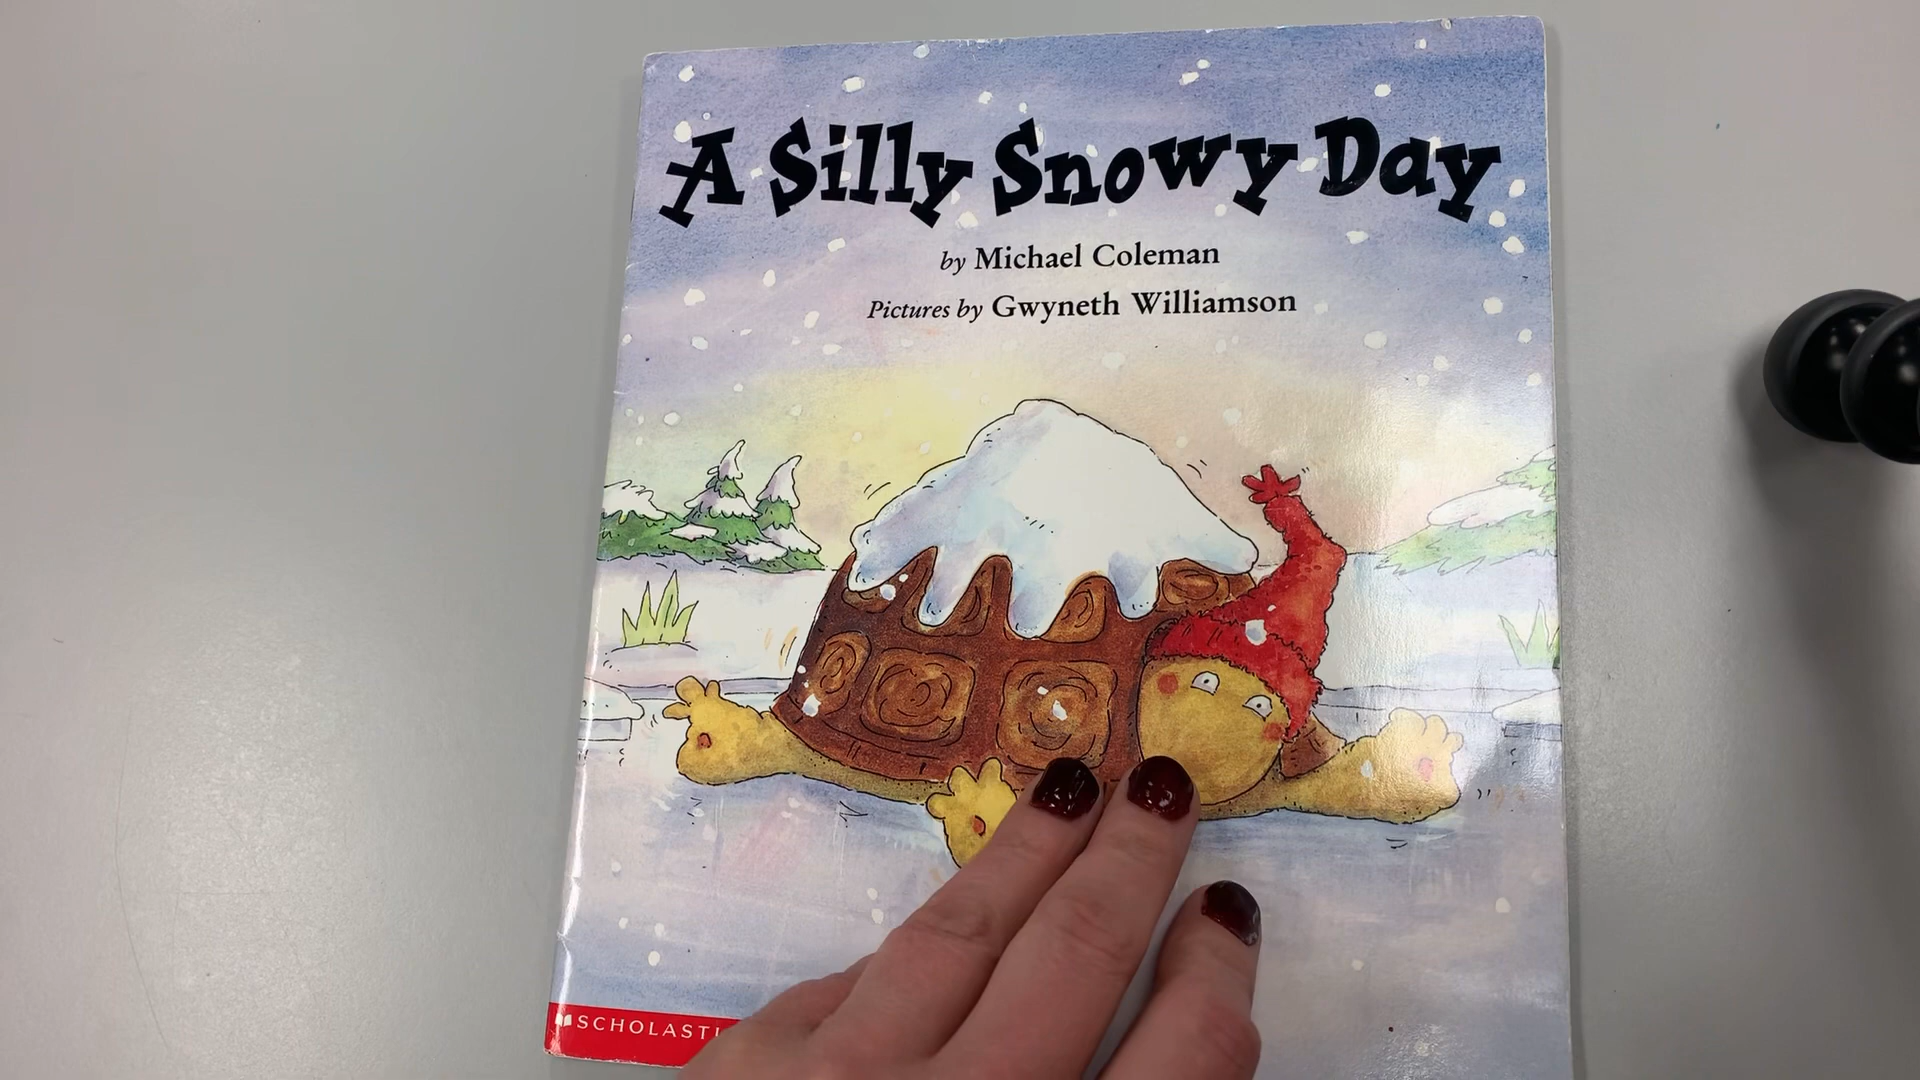 A Silly Snowy Day
by Michael Coleman
Pictures by Gwyneth Williamson